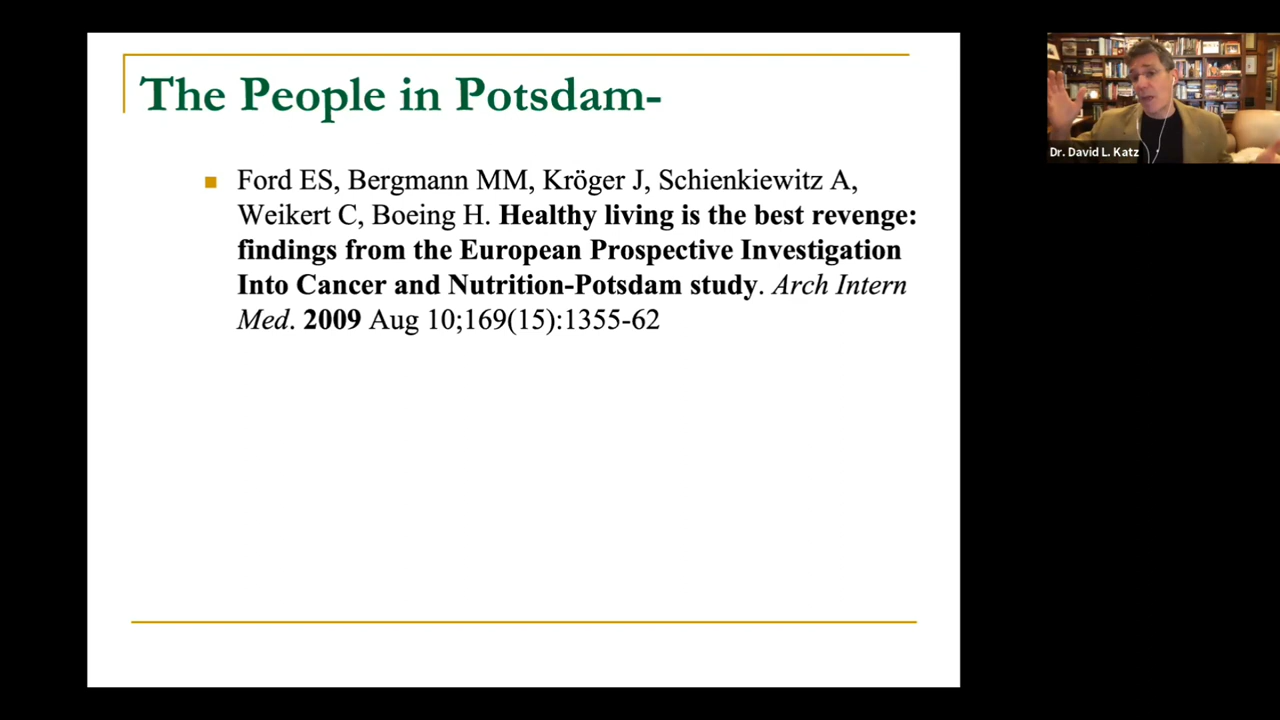 The People in Potsdam-
Ford ES, Bergmann MM, Kröger J, Schienkiewitz A,
Weikert C, Boeing H. Healthy living is the best revenge:
findings from the European Prospective Investigation
Into Cancer and Nutrition-Potsdam study. Arch Intern
Med. 2009 Aug 10;169(15):1355-62
Dr. David L. Katz